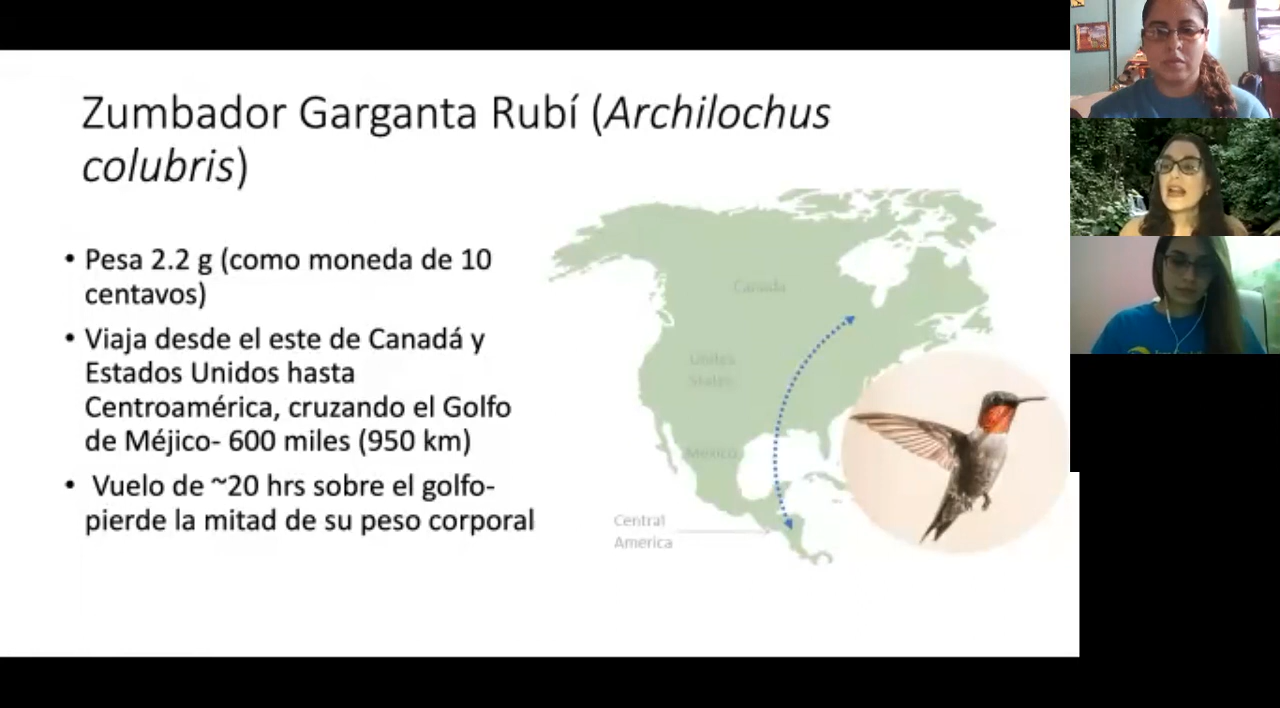 Zumbador Garganta Rubí (Archilochus
colubris)
• Pesa 2.2 g (como moneda de 10
centavos)
• Viaja desde el este de Canadá y
Estados Unidos hasta
Centroamérica, cruzando el Golfo
de Méjico- 600 miles (950 km)
• Vuelo de ~20 hrs sobre el golfo-
pierde la mitad de su peso corporal
Canada
United
States
Mexico
Central
America